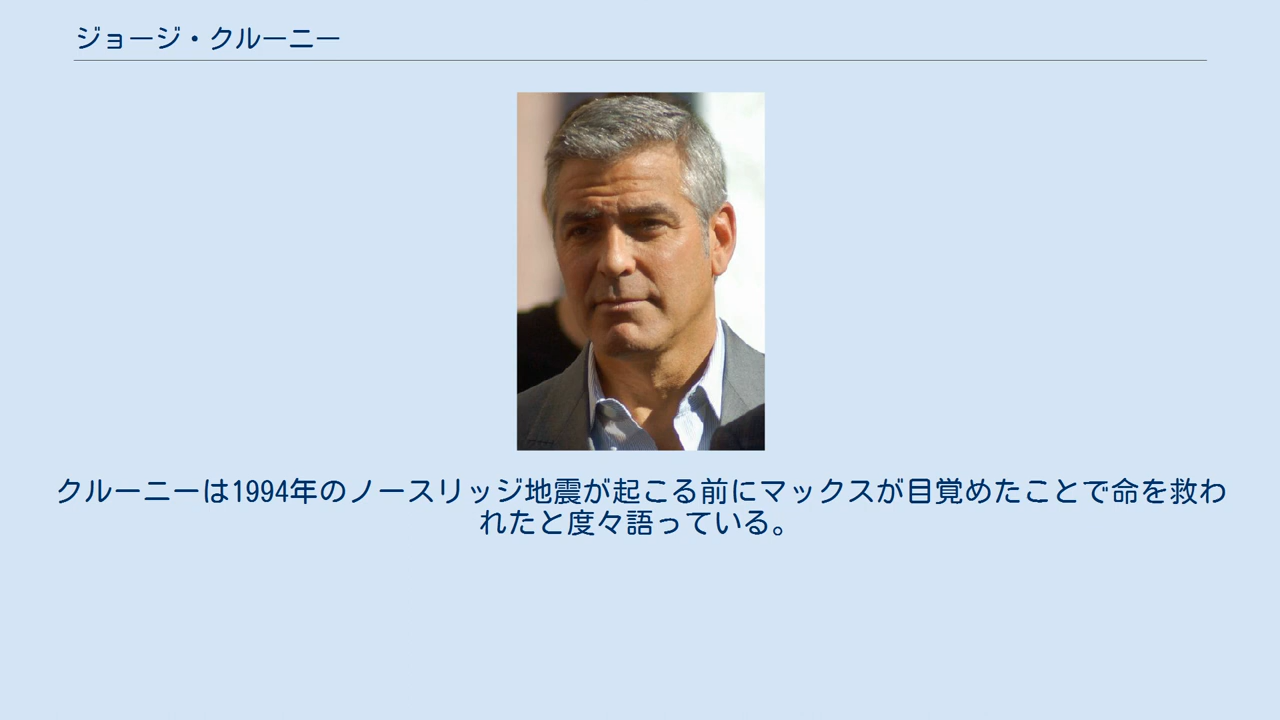 ジョージ・クルーニー
クルーニーは1994年のノースリッジ地震が起こる前にマックスが目覚めたことで命を救わ
れたと度々語っている。